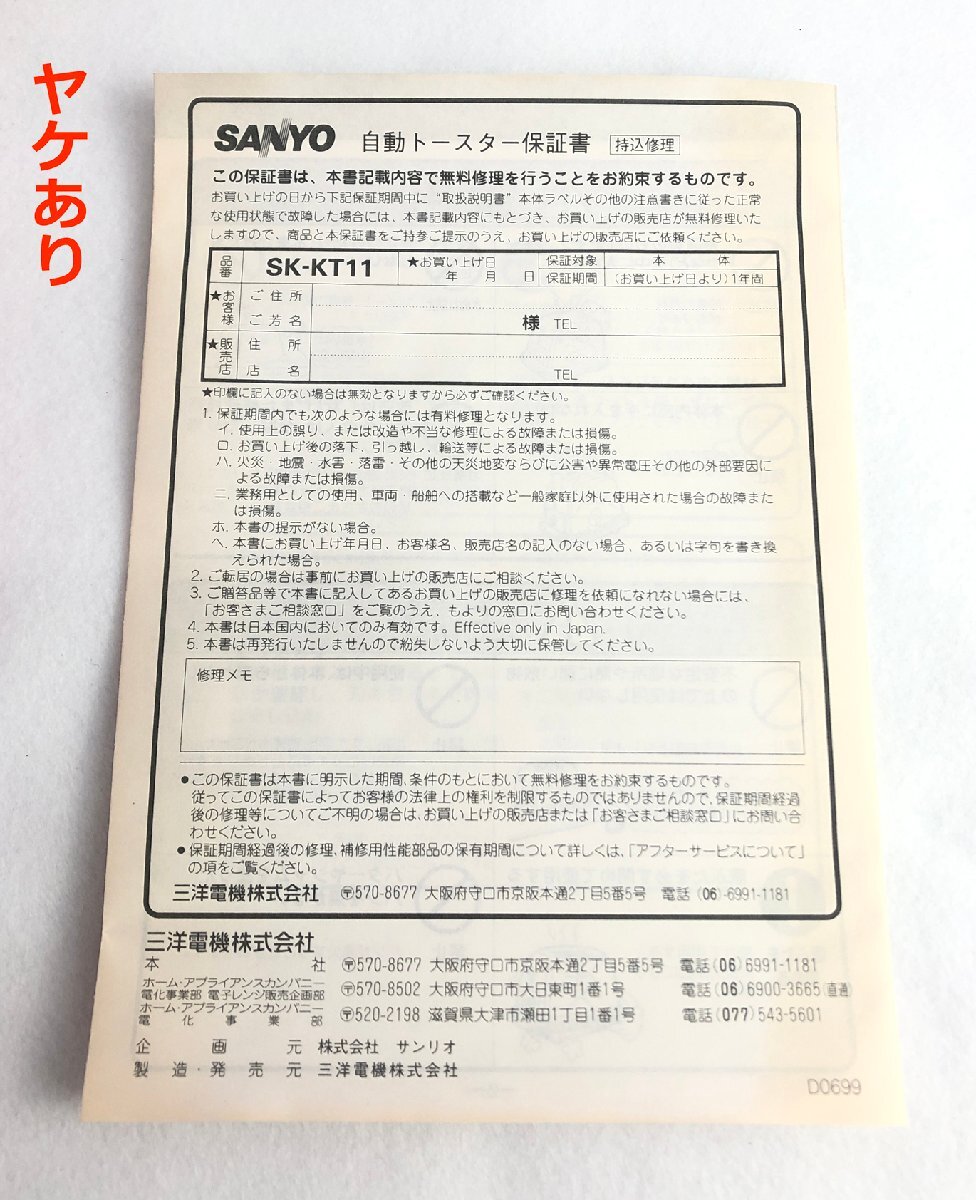 ヤケあり
SANYO 自動トースター保証書 持込修理
この保証書は、本書記載内容で無料修理を行うことをお約束するものです。
お買い上げの日から下記保証期間中に“取扱説明書”本体ラベルその他の注意書きに従った正常
な使用状態で故障した場合には、本書記載内容にもとづき、お買い上げの販売店が無料修理いた
しますので、商品と本保証書をご持参ご提示のうえ、お買い上げの販売店にご依頼ください。
品番 SK-KT11 ★お買い上げ日 年 月 日 保証対象 本体
保証期間 (お買い上げ日より)1年間
★お客様 ご住所
ご芳名 様 TEL
★販売店 住所
店名 TEL
★印欄に記入のない場合は無効となりますから必ずご確認ください。
1. 保証期間内でも次のような場合には有料修理となります。
イ. 使用上の誤り、または改造や不当な修理による故障または損傷。
ロ. お買い上げ後の落下、引っ越し、輸送等による故障または損傷。
ハ. 火災・地震・水害・落雷・その他の天災地変ならびに公害や異常電圧その他の外部要因に
よる故障または損傷。
ニ. 業務用としての使用、車両・船舶への搭載など一般家庭以外に使用された場合の故障また
は損傷。
ホ. 本書の提示がない場合。
ヘ. 本書にお買い上げ年月日、お客様名、販売店名の記入のない場合、あるいは字句を書き換
えられた場合。
2. ご転居の場合は事前にお買い上げの販売店にご相談ください。
3. ご贈答品等で本書に記入してあるお買い上げの販売店に修理を依頼になれない場合には、
「お客さまご相談窓口」をご覧のうえ、もよりの窓口にお問い合わせください。
4. 本書は日本国内においてのみ有効です。Effective only in Japan.
5. 本書は再発行いたしませんので紛失しないよう大切に保管してください。
修理メモ
●この保証書は本書に明示した期間、条件のもとにおいて無料修理をお約束するものです。
従ってこの保証書によってお客様の法律上の権利を制限するものではありませんので、保証期間経過
後の修理等についてご不明の場合は、お買い上げの販売店または「お客さまご相談窓口」にお問い合
わせください。
●保証期間経過後の修理、補修用性能部品の保有期間について詳しくは、「アフターサービスについて」
の項をご覧ください。
三洋電機株式会社 〒570-8677 大阪府守口市京阪本通2丁目5番5号 電話 (06)-6991-1181
三洋電機株式会社
本社 〒570-8677 大阪府守口市京阪本通2丁目5番5号 電話(06)6991-1181
ホーム・アプライアンスカンパニー
電化事業部 電子レンジ販売企画部 〒570-8502 大阪府守口市大日東町1番1号 電話(06)6900-3665(直通)
ホーム・アプライアンスカンパニー
電化事業部 〒520-2198 滋賀県大津市瀬田1丁目1番1号 電話(077)543-5601
企画元 株式会社 サンリオ
製造・発売元 三洋電機株式会社
D0699